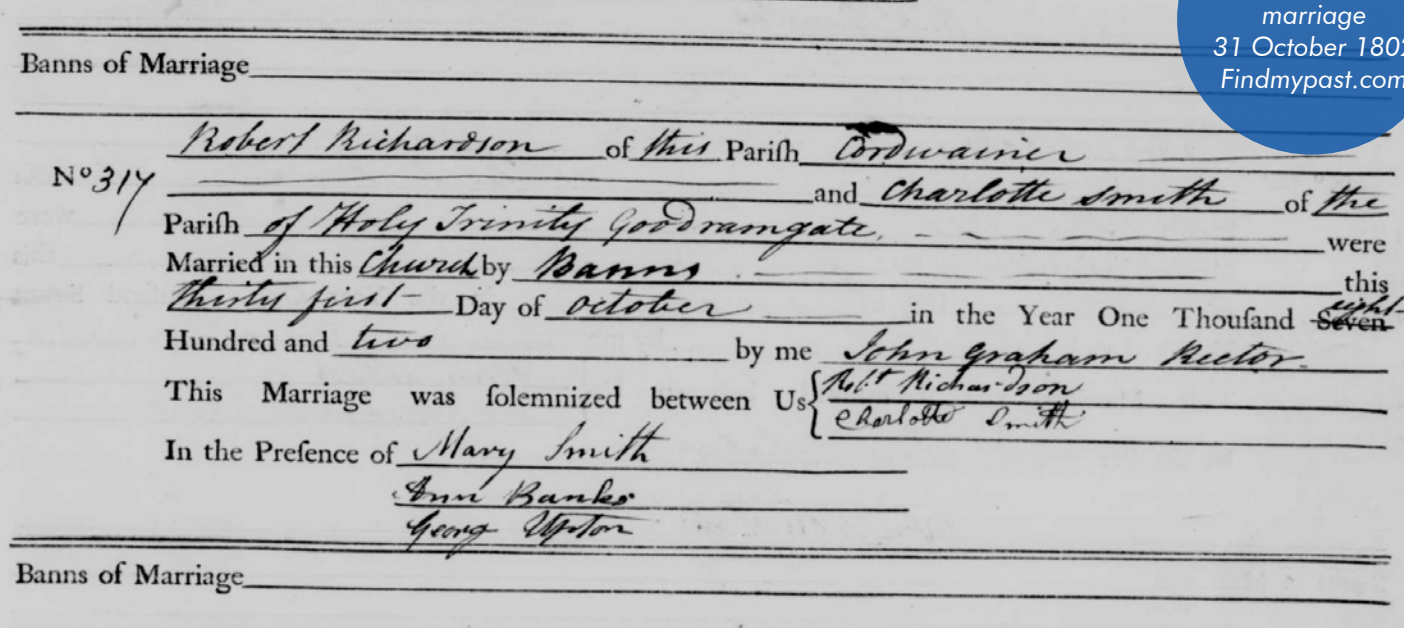 marriage
31 October 180
Findmypast.com
Banns of Marriage
Robert Richardson of this Pariſh Cordwainer
Nº 317 and Charlotte Smith of the
Pariſh of Holy Trinity Goodramgate. were
Married in this Church by Banns this
thirty first Day of october in the Year One Thouſand Seven eight
Hundred and two by me John Graham Rector.
This Marriage was ſolemnized between Us Robt Richardson
Charlotte Smith
In the Preſence of Mary Smith
Ann Banks
Georg Upton
Banns of Marriage